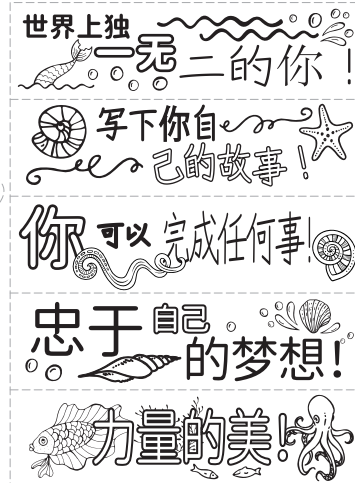 世界上独
一无
二的你！
写下你自
己的故事！
你可以完成任何事!
忠于自己
的梦想!
力量的美!